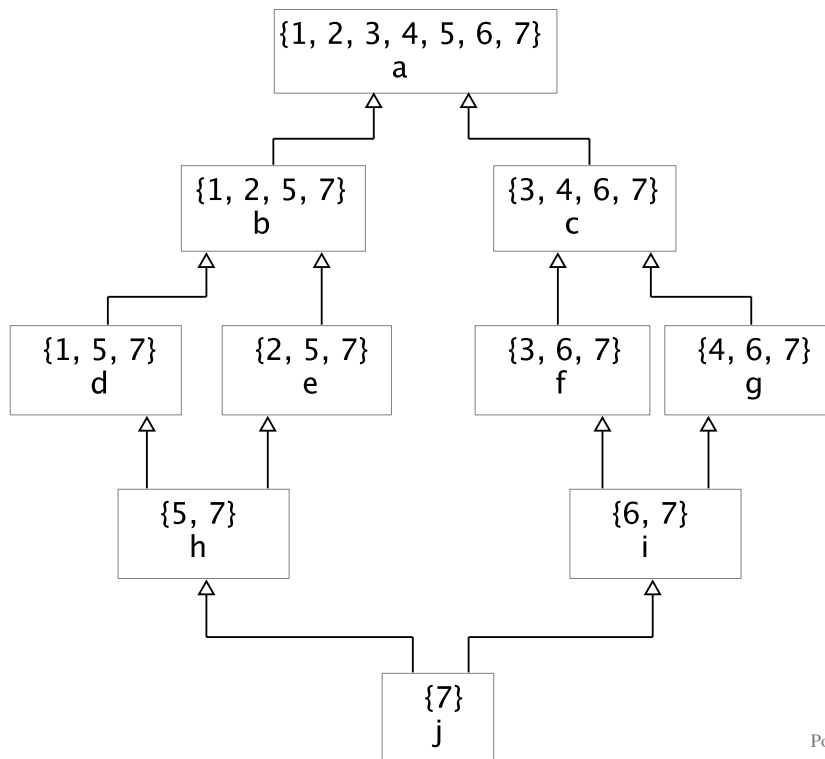 {1, 2, 3, 4, 5, 6, 7}
a
{1, 2, 5, 7}
b
{3, 4, 6, 7}
c
{1, 5, 7}
d
{2, 5, 7}
e
{3, 6, 7}
f
{4, 6, 7}
g
{5, 7}
h
{6, 7}
i
{7}
j